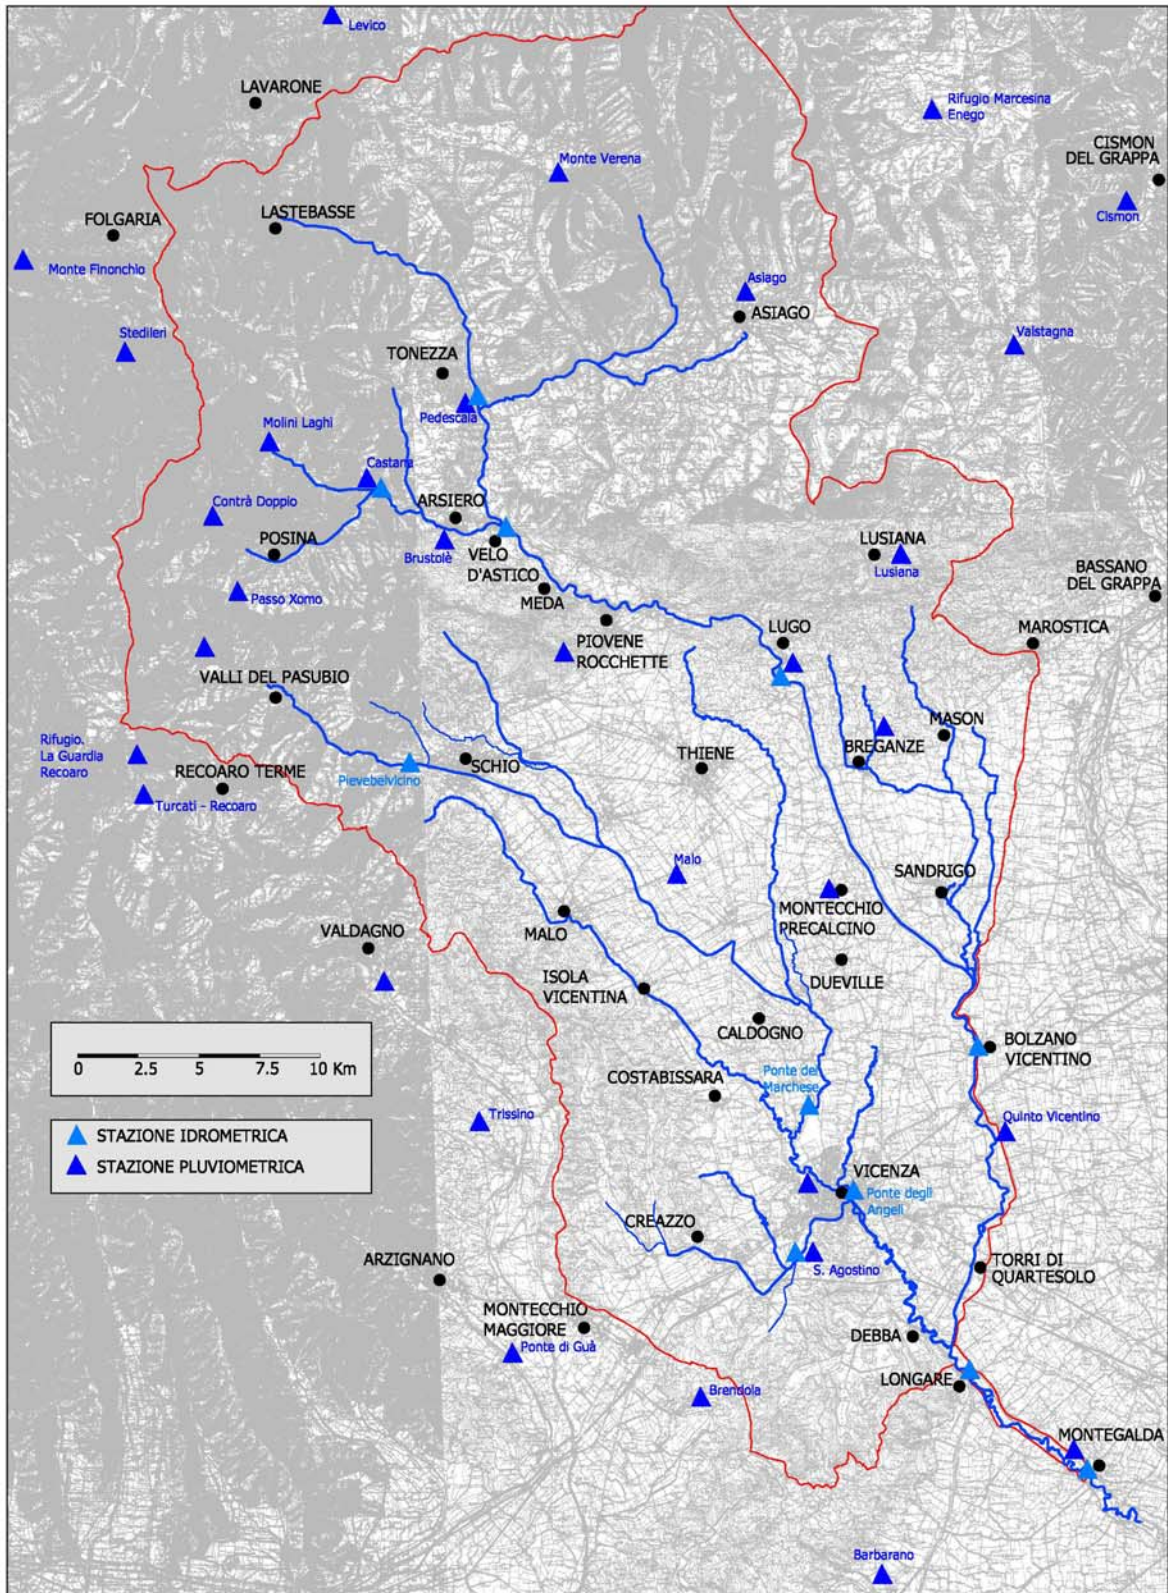 Levico
LAVARONE
Rifugio Marcesina
Enego
CISMON
DEL GRAPPA
Monte Verena
Cismon
FOLGARIA
LASTEBASSE
Monte Finonchio
Asiago
ASIAGO
Stedileri
Valstagna
TONEZZA
Pedescala
Molini Laghi
Castana
Contrà Doppio
ARSIERO
POSINA
Brustolè
VELO
D'ASTICO
LUSIANA
Lusiana
BASSANO
DEL GRAPPA
Passo Xomo
MEDA
PIOVENE
ROCCHETTE
LUGO
MAROSTICA
VALLI DEL PASUBIO
MASON
BREGANZE
Rifugio.
La Guardia
Recoaro
RECOARO TERME
Turcati - Recoaro
Pievebelvicino
SCHIO
THIENE
Malo
SANDRIGO
MONTECCHIO
PRECALCINO
MALO
VALDAGNO
DUEVILLE
ISOLA
VICENTINA
CALDOGNO
BOLZANO
VICENTINO
0 2.5 5 7.5 10 Km
COSTABISSARA
Ponte del
Marchese
Trissino
Quinto Vicentino
STAZIONE IDROMETRICA
STAZIONE PLUVIOMETRICA
VICENZA
Ponte degli
Angeli
CREAZZO
S. Agostino
ARZIGNANO
TORRI DI
QUARTESOLO
MONTECCHIO
MAGGIORE
Ponte di Guà
DEBBA
LONGARE
Brendola
MONTEGALDA
Barbarano